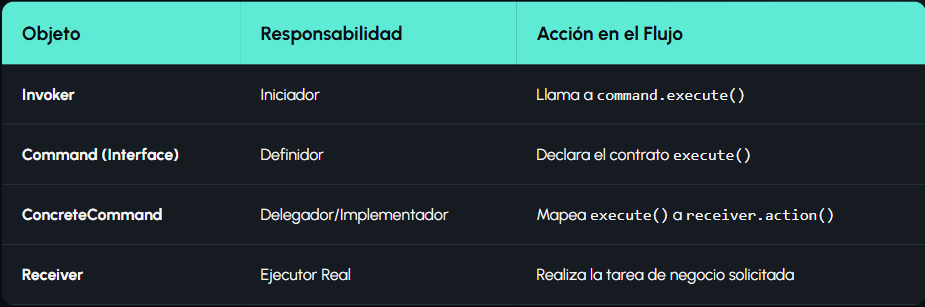 Objeto Responsabilidad Acción en el Flujo
Invoker Iniciador Llama a command.execute()
Command (Interface) Definidor Declara el contrato execute()
ConcreteCommand Delegador/Implementador Mapea execute() a receiver.action()
Receiver Ejecutor Real Realiza la tarea de negocio solicitada